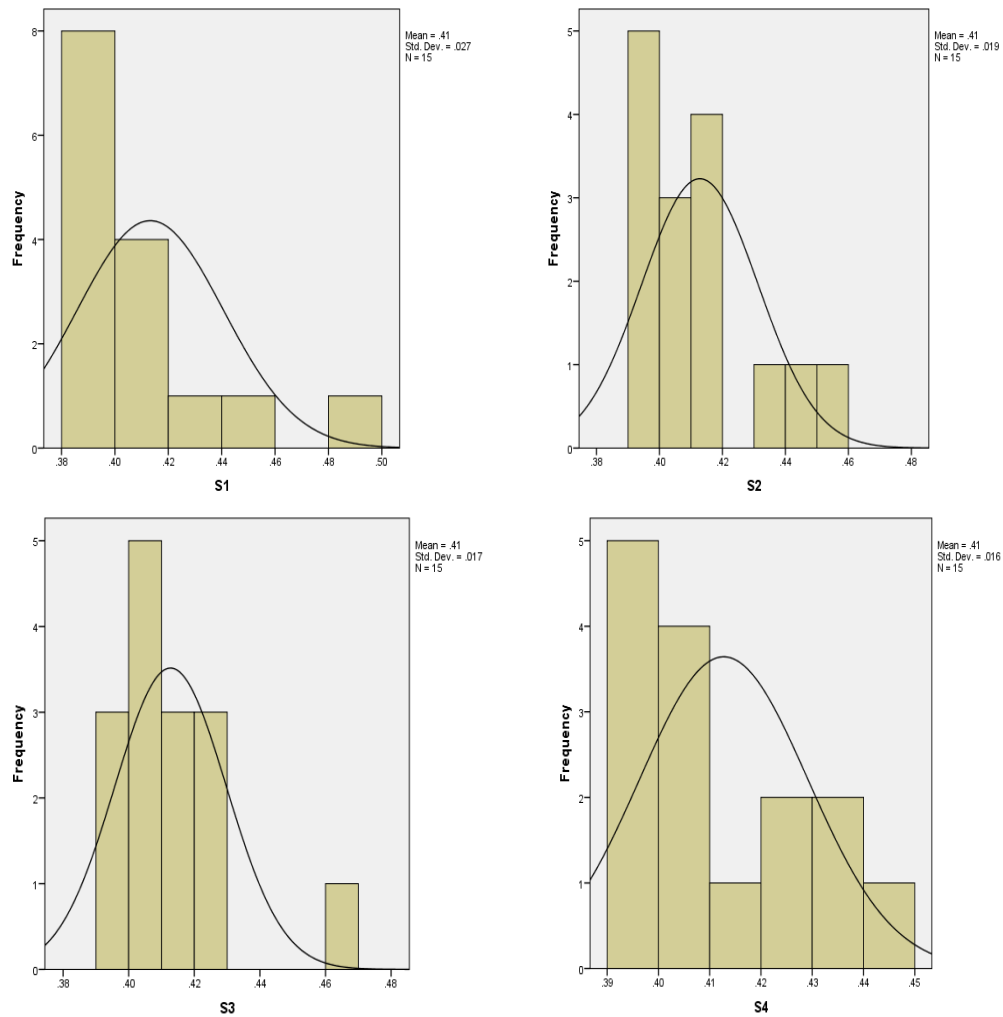 Mean = .41
Std. Dev. = .027
N = 15
8
6
4
2
0
Frequency
.38 .40 .42 .44 .46 .48 .50
S1
Mean = .41
Std. Dev. = .019
N = 15
5
4
3
2
1
0
Frequency
.38 .40 .42 .44 .46 .48
S2
Mean = .41
Std. Dev. = .017
N = 15
5
4
3
2
1
0
Frequency
.38 .40 .42 .44 .46 .48
S3
Mean = .41
Std. Dev. = .016
N = 15
5
4
3
2
1
0
Frequency
.39 .40 .41 .42 .43 .44 .45
S4